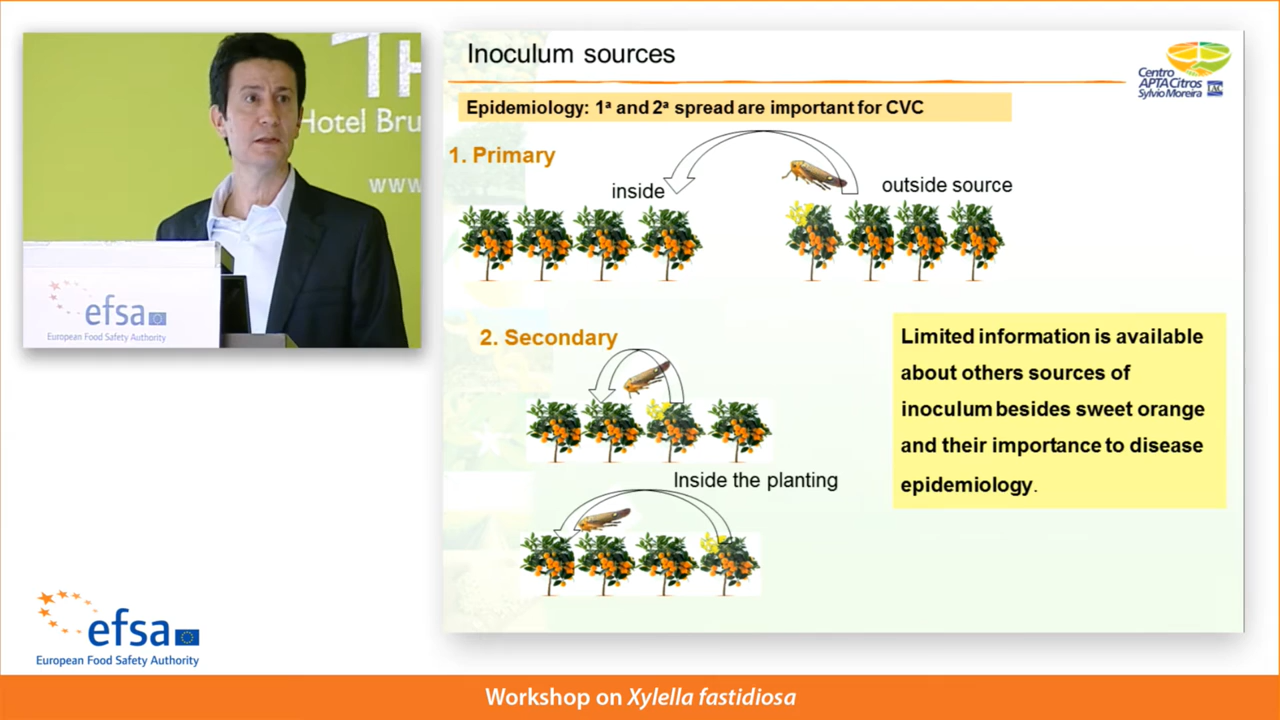 TH
Hotel Bru
www
efsa
European Food Safety Authority
Inoculum sources
Centro
APTACitros
Sylvio Moreira
IAC
Epidemiology: 1ª and 2ª spread are important for CVC
1. Primary
inside
outside source
2. Secondary
Inside the planting
Limited information is available
about others sources of
inoculum besides sweet orange
and their importance to disease
epidemiology.
efsa
European Food Safety Authority
Workshop on Xylella fastidiosa